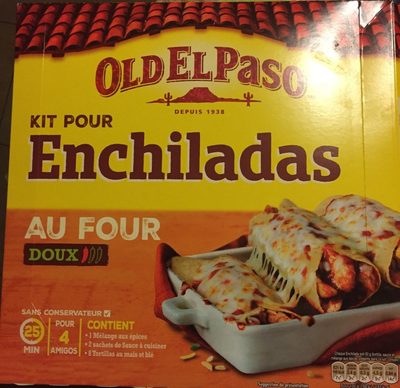 OLD EL PASO
DEPUIS 1938
KIT POUR
Enchiladas
AU FOUR
DOUX
SANS CONSERVATEUR
25
MIN
POUR
4
AMIGOS
CONTIENT
• 1 Mélange aux épices
• 2 sachets de Sauce à cuisiner
• 8 Tortillas au maïs et blé